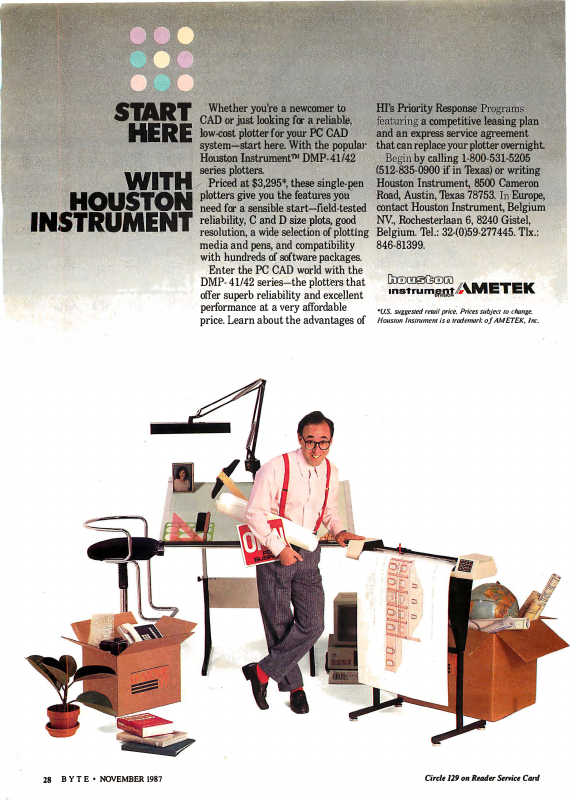 START
HERE
WITH
HOUSTON
INSTRUMENT
Whether you're a newcomer to
CAD or just looking for a reliable,
low-cost plotter for your PC CAD
system—start here. With the popular
Houston Instrument™ DMP-41/42
series plotters.
Priced at $3,295*, these single-pen
plotters give you the features you
need for a sensible start—field-tested
reliability, C and D size plots, good
resolution, a wide selection of plotting
media and pens, and compatibility
with hundreds of software packages.
Enter the PC CAD world with the
DMP-41/42 series—the plotters that
offer superb reliability and excellent
performance at a very affordable
price. Learn about the advantages of
HI's Priority Response Programs
featuring a competitive leasing plan
and an express service agreement
that can replace your plotter overnight.
Begin by calling 1-800-531-5205
(512-835-0900 if in Texas) or writing
Houston Instrument, 8500 Cameron
Road, Austin, Texas 78753. In Europe,
contact Houston Instrument, Belgium
NV., Rochesterlaan 6, 8240 Gistel,
Belgium. Tel.: 32-(0)59-277445. Tlx.:
846-81399.
houston
instrument
division
AMETEK
*U.S. suggested retail price. Prices subject to change.
Houston Instrument is a trademark of AMETEK, Inc.
28 BYTE • NOVEMBER 1987
Circle 129 on Reader Service Card